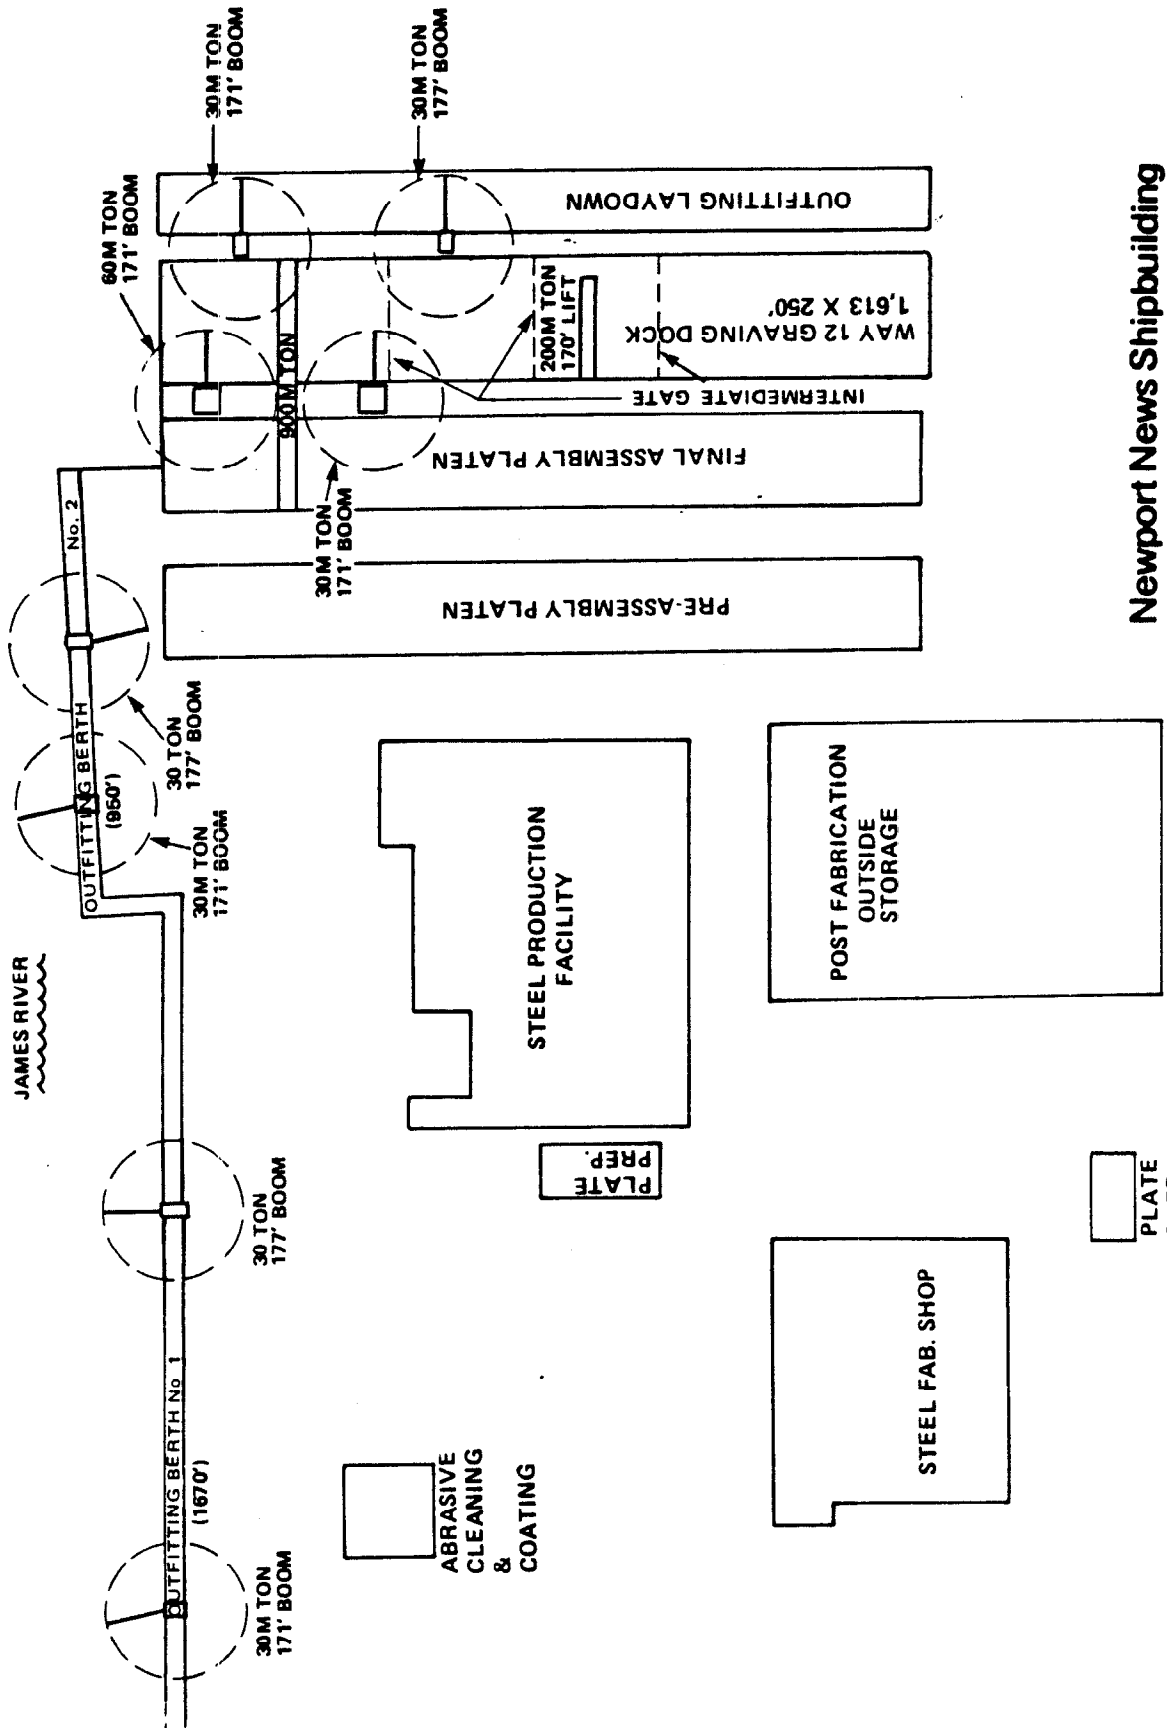 JAMES RIVER
30M TON
171' BOOM
OUTFITTING BERTH No 1
(1670')
30 TON
177' BOOM
30M TON
171' BOOM
OUTFITTING BERTH
(950')
30 TON
177' BOOM
No. 2
60M TON
171' BOOM
30M TON
171' BOOM
30M TON
177' BOOM
30M TON
171' BOOM
900M TON
200M TON
170' LIFT
OUTFITTING LAYDOWN
WAY 12 GRAVING DOCK
1,613 X 250'
INTERMEDIATE GATE
FINAL ASSEMBLY PLATEN
PRE-ASSEMBLY PLATEN
ABRASIVE
CLEANING
&
COATING
PLATE
PREP.
STEEL PRODUCTION
FACILITY
STEEL FAB. SHOP
PLATE
POST FABRICATION
OUTSIDE
STORAGE
Newport News Shipbuilding